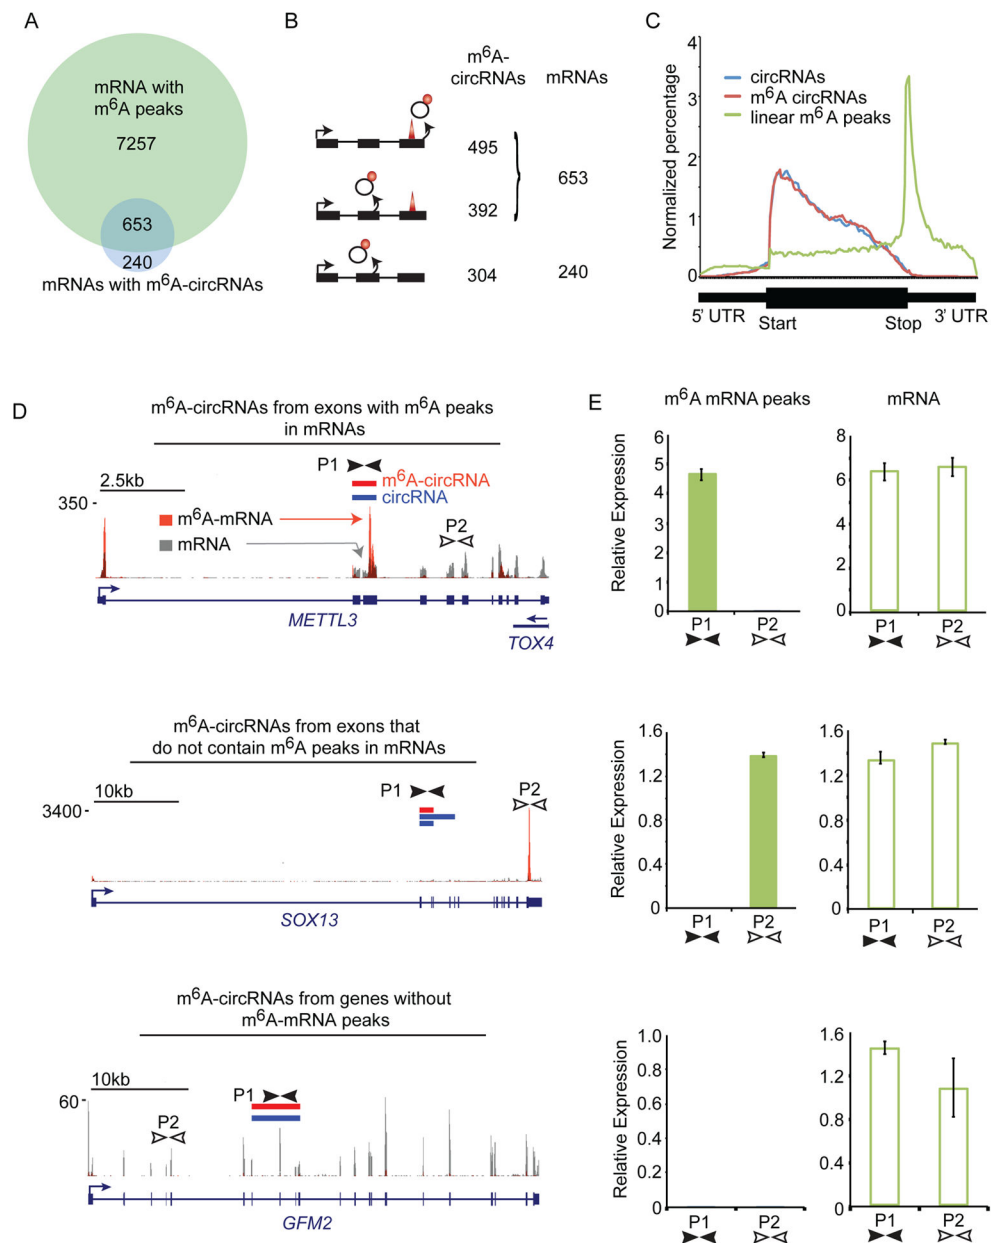 A
mRNA with
m6A peaks
7257
653
240
mRNAs with m6A-circRNAs
B
m6A-
circRNAs
mRNAs
495
392
653
304
240
C
Normalized percentage
4
3
2
1
0
circRNAs
m6A circRNAs
linear m6A peaks
5' UTR
Start
Stop
3' UTR
D
m6A-circRNAs from exons with m6A peaks
in mRNAs
P1
2.5kb
m6A-circRNA
circRNA
350
m6A-mRNA
mRNA
P2
METTL3
TOX4
m6A-circRNAs from exons that
do not contain m6A peaks in mRNAs
10kb
P1
P2
3400
SOX13
m6A-circRNAs from genes without
m6A-mRNA peaks
10kb
P1
60
P2
GFM2
E
m6A mRNA peaks
mRNA
Relative Expression
6
5
4
3
2
1
0
P1
P2
8
6
4
2
0
P1
P2
Relative Expression
1.6
1.2
0.8
0.4
0
P1
P2
1.6
1.2
0.8
0.4
0
P1
P2
Relative Expression
1.0
0.8
0.6
0.4
0.2
0
P1
P2
1.6
1.2
0.8
0.4
0
P1
P2